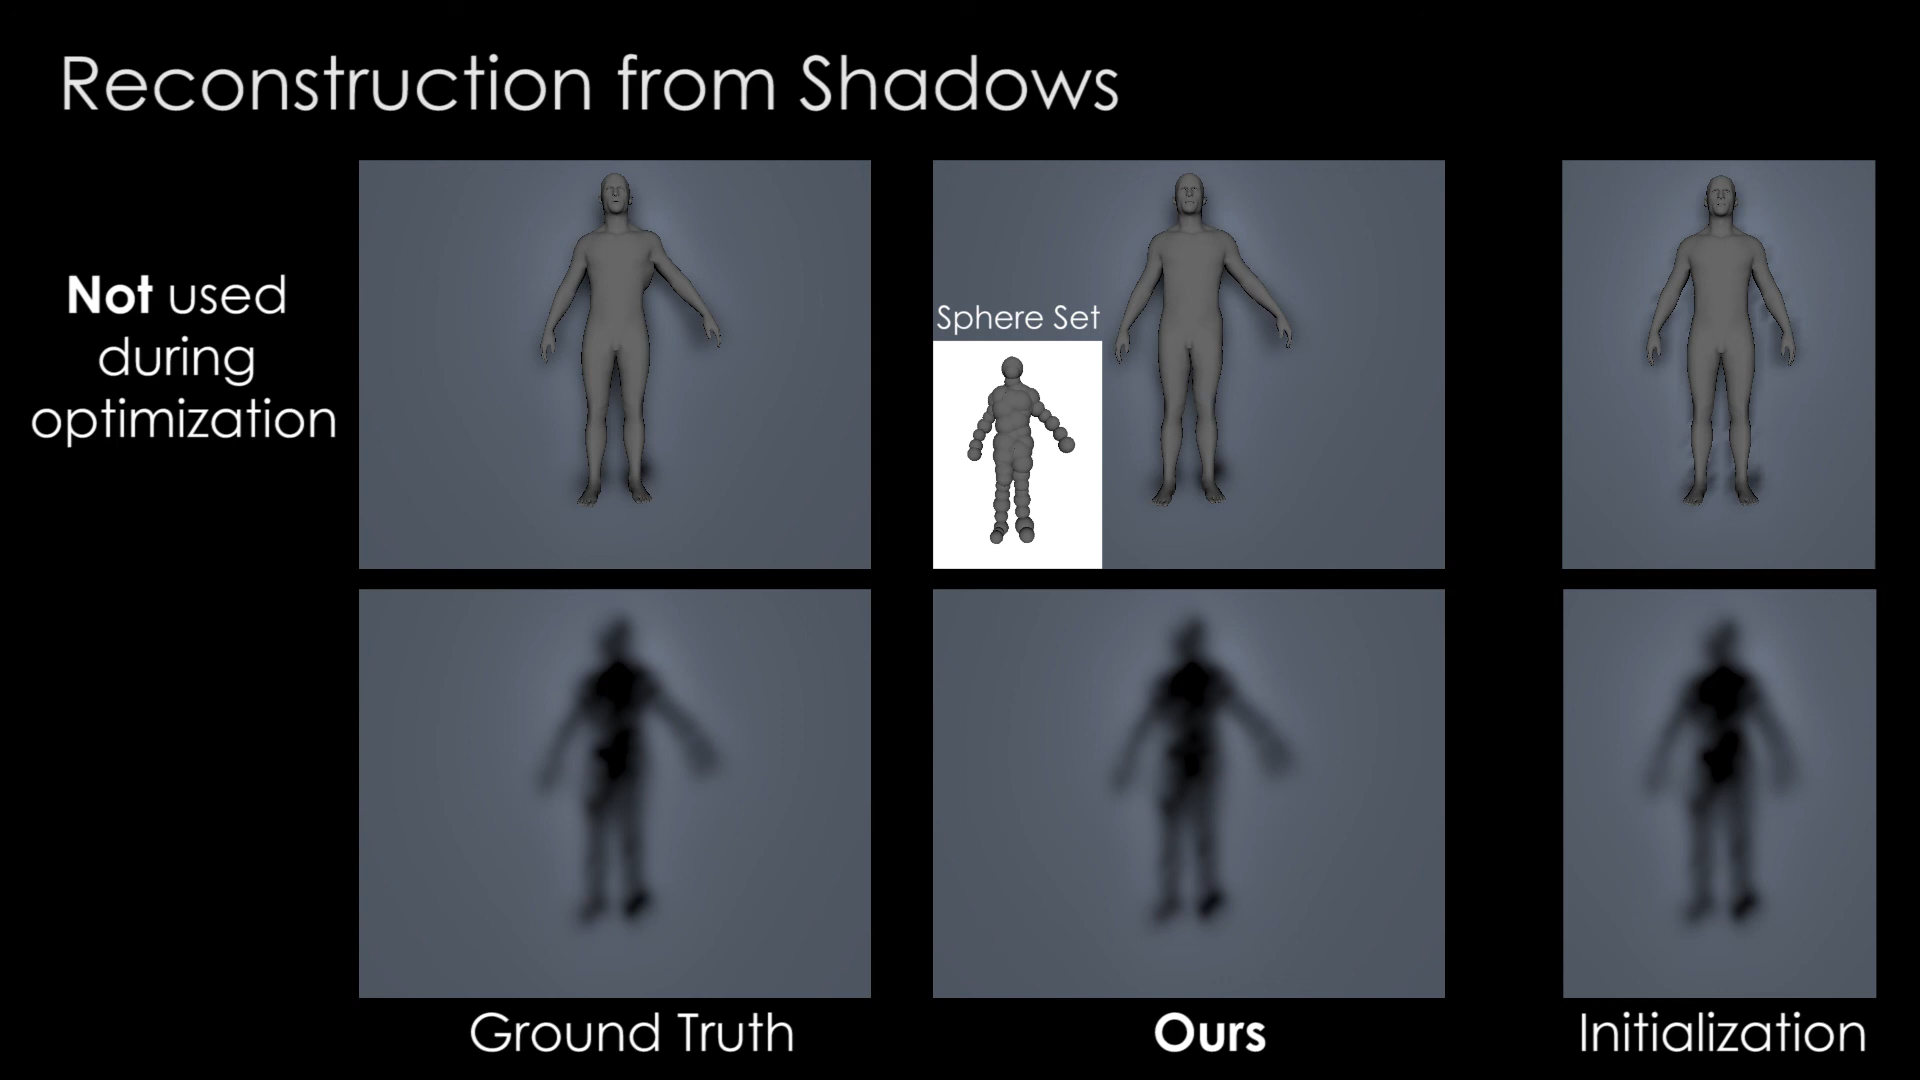 Reconstruction from Shadows
Not used
during
optimization
Sphere Set
Ground Truth
Ours
Initialization